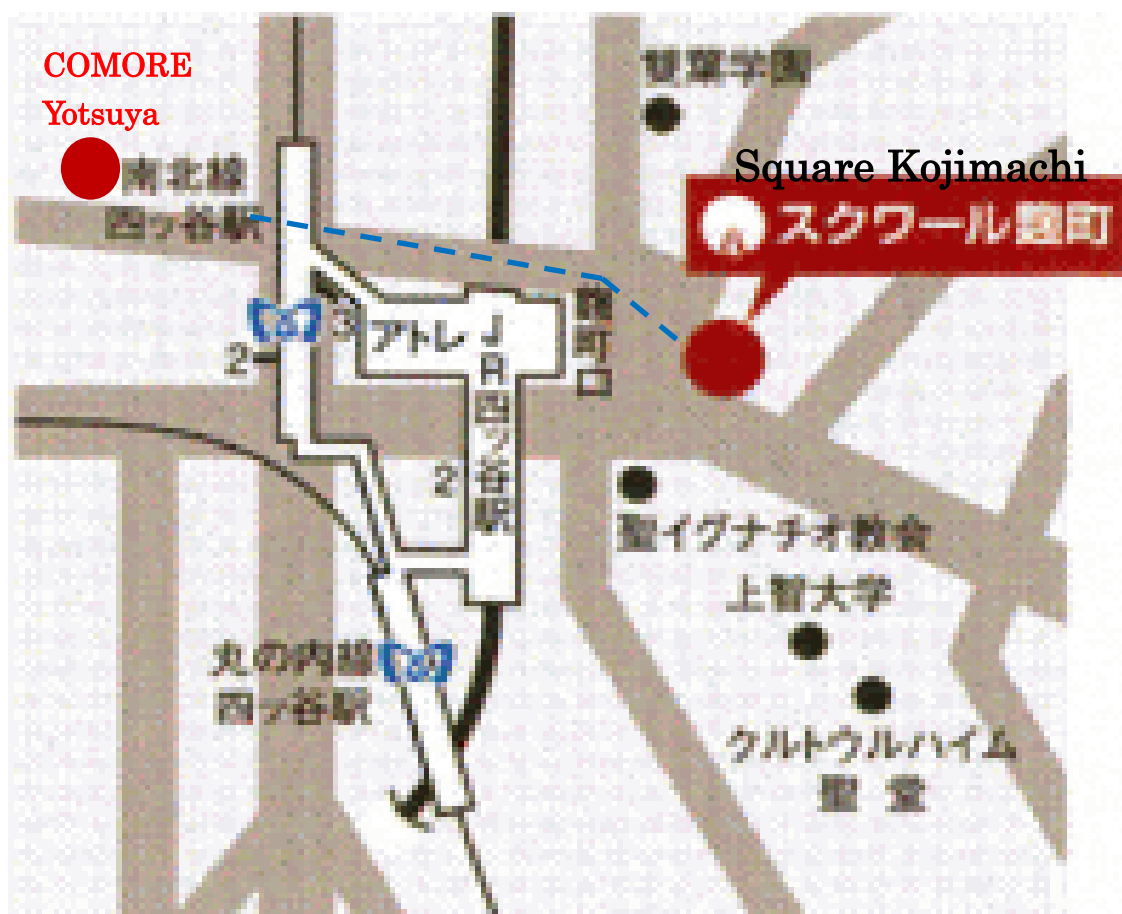 COMORE
Yotsuya
雙葉学園
南北線
四ツ谷駅
Square Kojimachi
スクワール麹町
3
アトレ
JR四ツ谷駅
麹町口
2
2
聖イグナチオ教会
上智大学
丸の内線
四ツ谷駅
クルトゥルハイム
聖堂